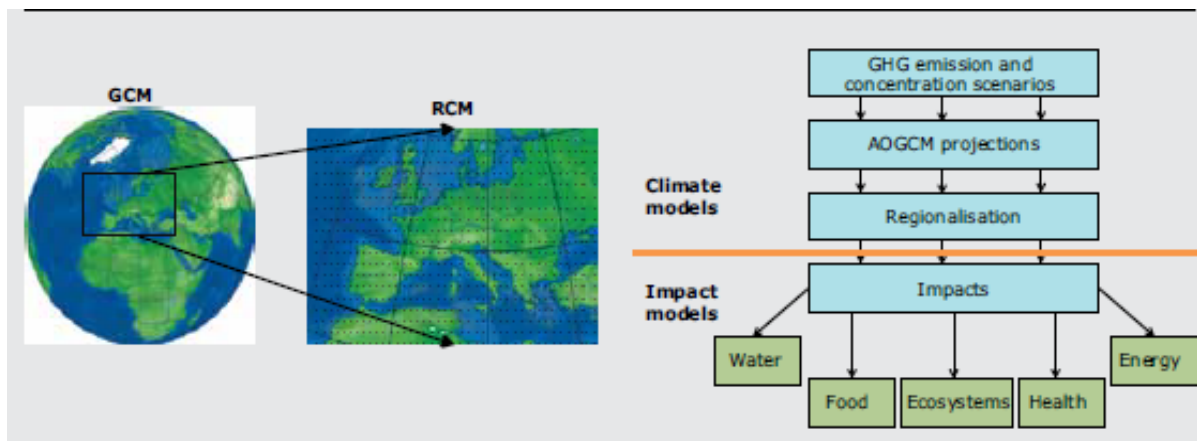 GCM
RCM
GHG emission and
concentration scenarios
AOGCM projections
Climate
models
Regionalisation
Impact
models
Impacts
Water
Energy
Food
Ecosystems
Health